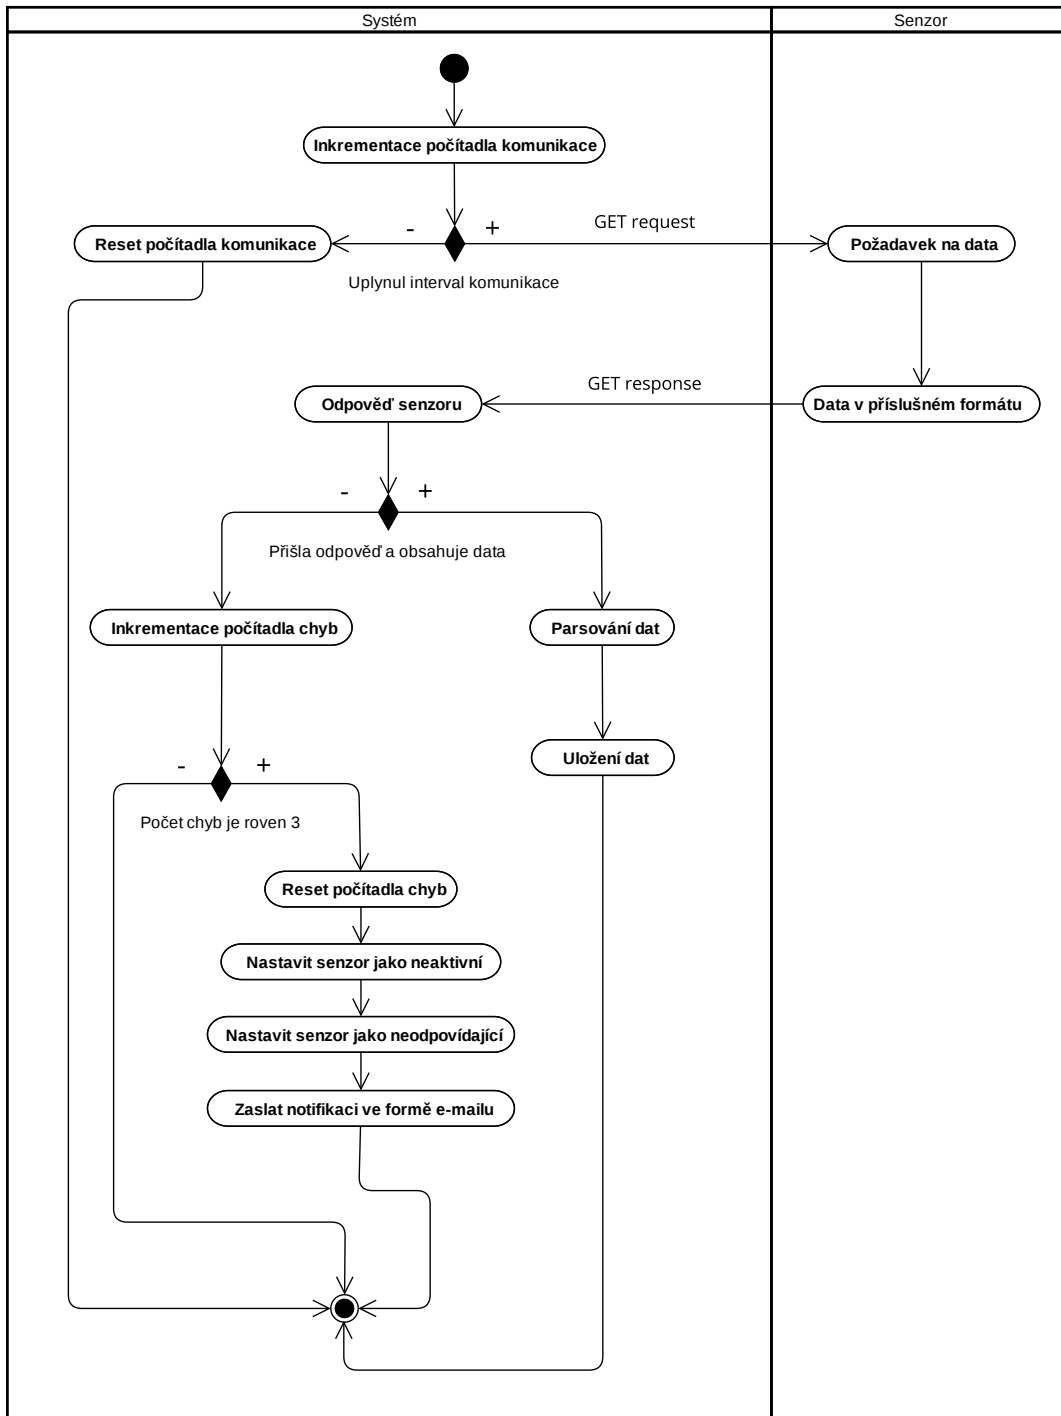 Systém
Senzor
Inkrementace počítadla komunikace
Reset počítadla komunikace
-
+
GET request
Požadavek na data
Uplynul interval komunikace
Odpověď senzoru
GET response
Data v příslušném formátu
-
+
Přišla odpověď a obsahuje data
Inkrementace počítadla chyb
Parsování dat
Uložení dat
-
+
Počet chyb je roven 3
Reset počítadla chyb
Nastavit senzor jako neaktivní
Nastavit senzor jako neodpovídající
Zaslat notifikaci ve formě e-mailu